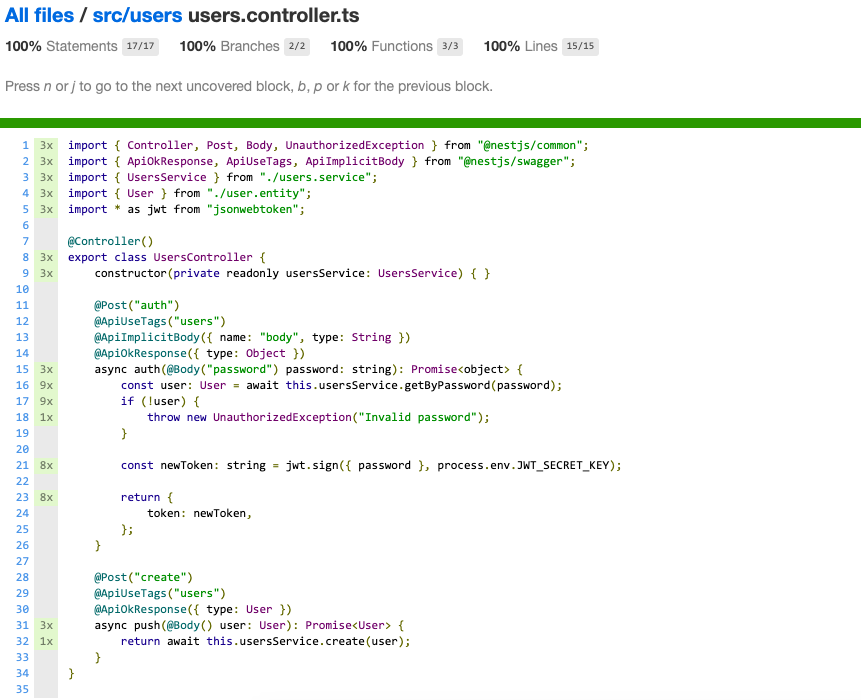 All files / src/users users.controller.ts
100% Statements 17/17 100% Branches 2/2 100% Functions 3/3 100% Lines 15/15
Press n or j to go to the next uncovered block, b, p or k for the previous block.
1 3x import { Controller, Post, Body, UnauthorizedException } from "@nestjs/common";
2 3x import { ApiOkResponse, ApiUseTags, ApiImplicitBody } from "@nestjs/swagger";
3 3x import { UsersService } from "./users.service";
4 3x import { User } from "./user.entity";
5 3x import * as jwt from "jsonwebtoken";
6
7 @Controller()
8 3x export class UsersController {
9 3x     constructor(private readonly usersService: UsersService) { }
10
11     @Post("auth")
12     @ApiUseTags("users")
13     @ApiImplicitBody({ name: "body", type: String })
14     @ApiOkResponse({ type: Object })
15 3x     async auth(@Body("password") password: string): Promise<object> {
16 9x         const user: User = await this.usersService.getByPassword(password);
17 9x         if (!user) {
18 1x             throw new UnauthorizedException("Invalid password");
19         }
20
21 8x         const newToken: string = jwt.sign({ password }, process.env.JWT_SECRET_KEY);
22
23 8x         return {
24             token: newToken,
25         };
26     }
27
28     @Post("create")
29     @ApiUseTags("users")
30     @ApiOkResponse({ type: User })
31 3x     async push(@Body() user: User): Promise<User> {
32 1x         return await this.usersService.create(user);
33     }
34 }
35